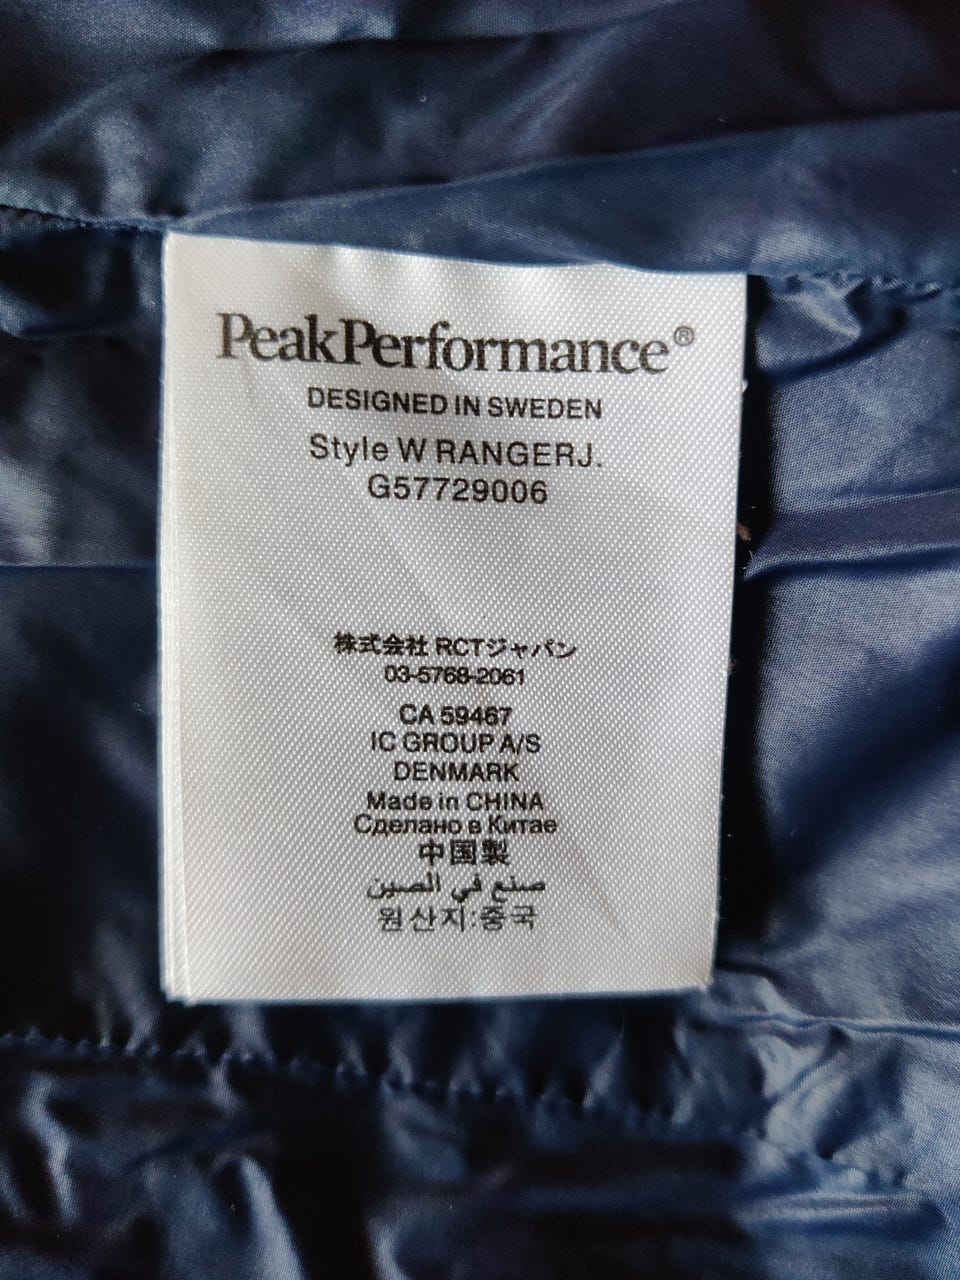 PeakPerformance®
DESIGNED IN SWEDEN
Style W RANGERJ.
G57729006
株式会社 RCTジャパン
03-5768-2061
CA 59467
IC GROUP A/S
DENMARK
Made in CHINA
Сделано в Китае
中国製
صنع في الصين
원산지:중국